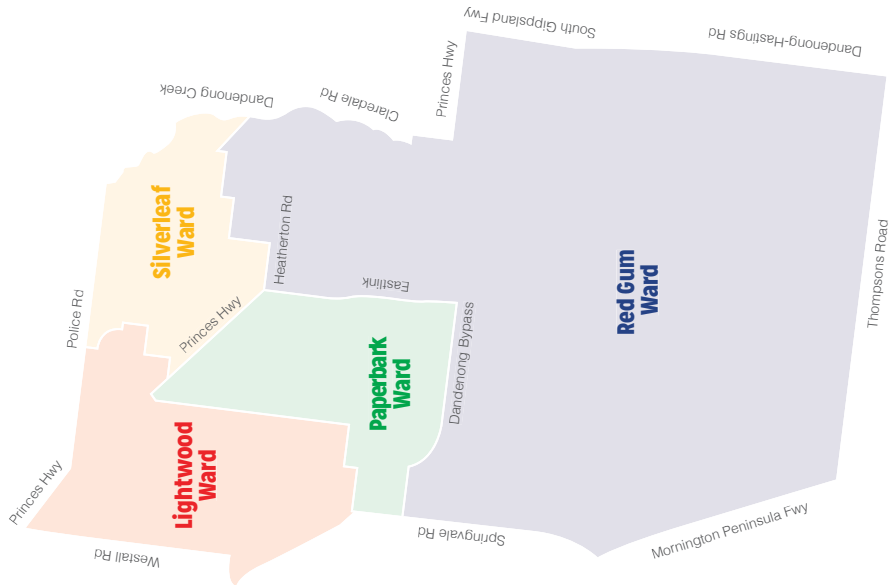 South Gippsland Fwy
Dandenong-Hastings Rd
Princes Hwy
Dandenong Creek
Claredale Rd
Silverleaf
Ward
Heatherton Rd
Eastlink
Princes Hwy
Police Rd
Red Gum
Ward
Thompsons Road
Paperbark
Ward
Dandenong Bypass
Lightwood
Ward
Princes Hwy
Westall Rd
Springvale Rd
Mornington Peninsula Fwy